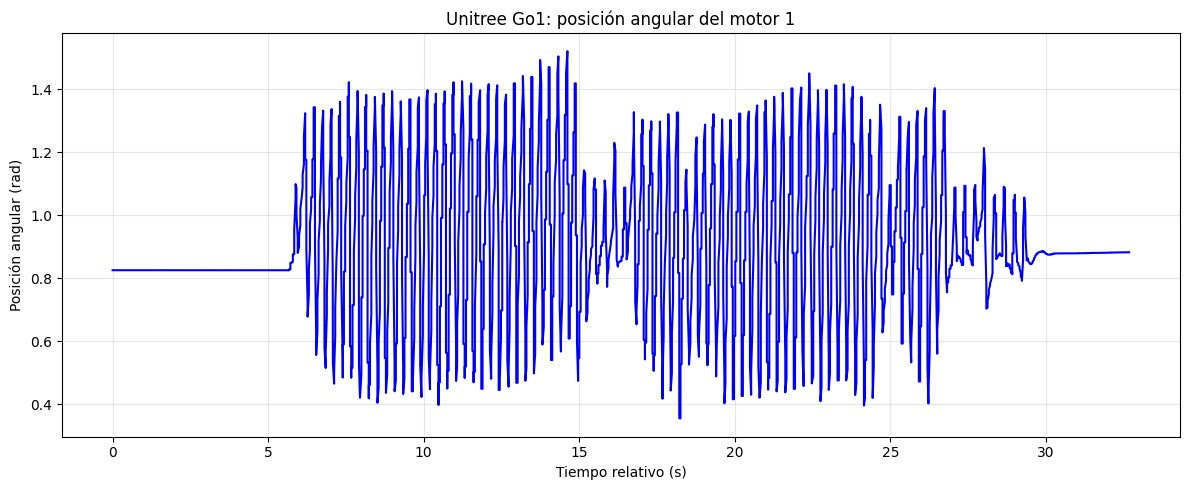 Unitree Go1: posición angular del motor 1
Posición angular (rad)
1.4
1.2
1.0
0.8
0.6
0.4
0 5 10 15 20 25 30
Tiempo relativo (s)